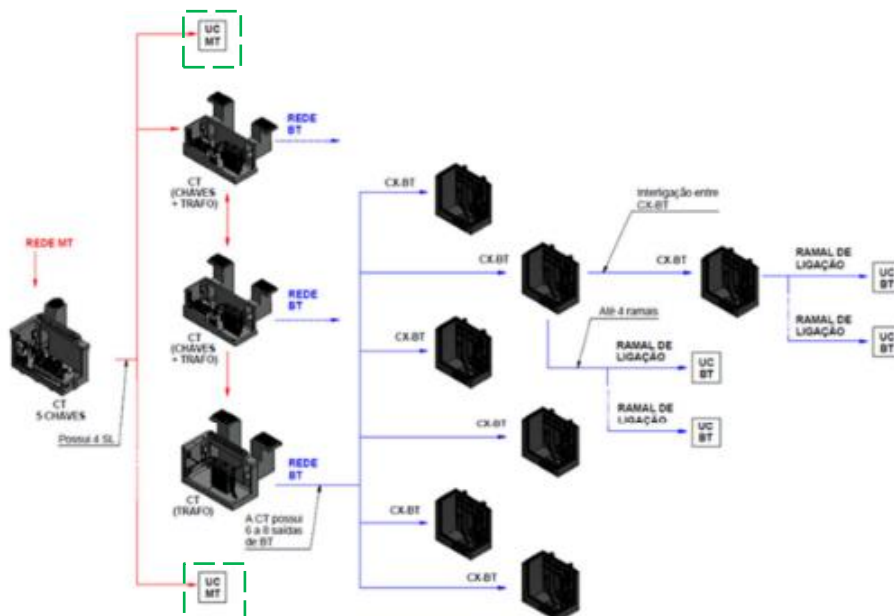 UC
MT
REDE
BT
CT
(CHAVES
+ TRAFO)
REDE MT
CT
5 CHAVES
Possui 4 SL
REDE
BT
CT
(CHAVES
+ TRAFO)
REDE
BT
CT
(TRAFO)
A CT possui
6 a 8 saídas
de BT
UC
MT
CX-BT
Interligação entre
CX-BT
CX-BT
CX-BT
RAMAL DE
LIGAÇÃO
UC
BT
RAMAL DE
LIGAÇÃO
UC
BT
CX-BT
Até 4 ramais
RAMAL DE
LIGAÇÃO
UC
BT
RAMAL DE
LIGAÇÃO
UC
BT
CX-BT
CX-BT
CX-BT